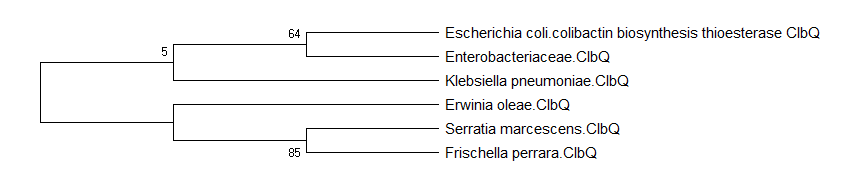 64
Escherichia coli.colibactin biosynthesis thioesterase ClbQ
5
Enterobacteriaceae.ClbQ
Klebsiella pneumoniae.ClbQ
Erwinia oleae.ClbQ
Serratia marcescens.ClbQ
85
Frischella perrara.ClbQ